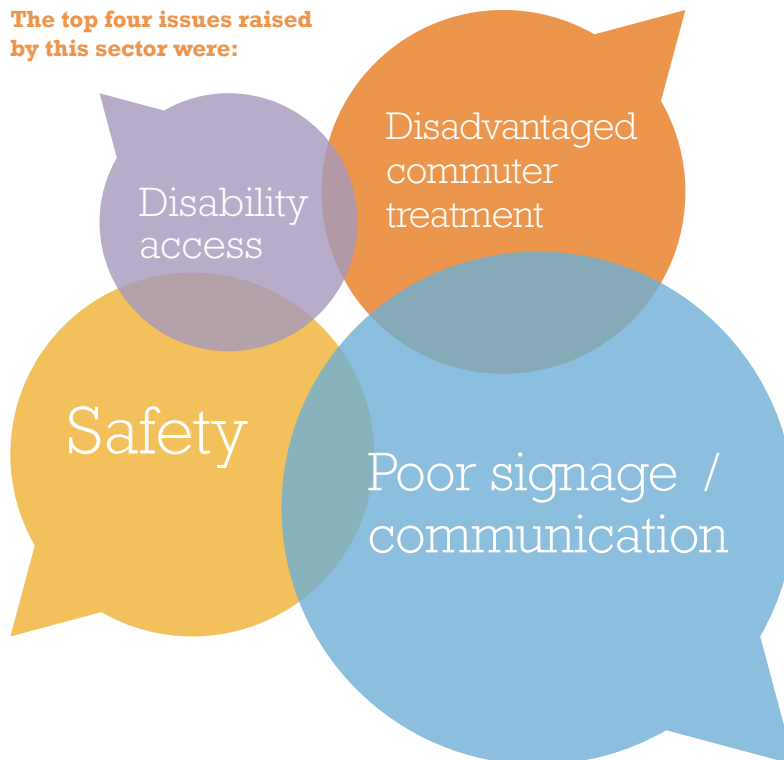 The top four issues raised
by this sector were:
Disadvantaged
commuter
treatment
Disability
access
Safety
Poor signage /
communication